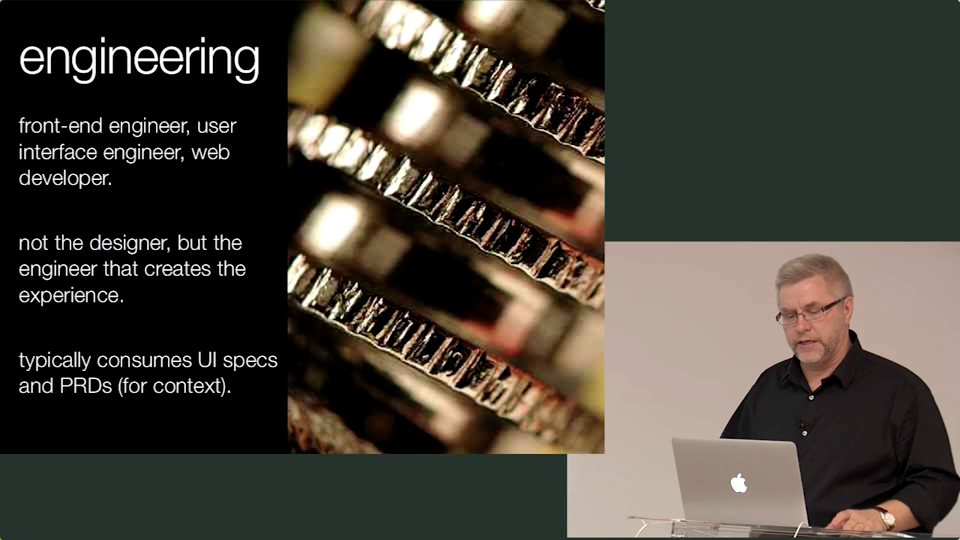 engineering
front-end engineer, user
interface engineer, web
developer.
not the designer, but the
engineer that creates the
experience.
typically consumes UI specs
and PRDs (for context).